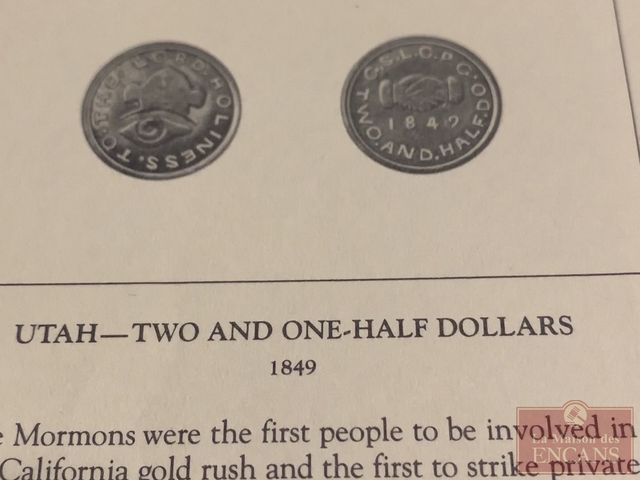 TO.THE.L●RD.HOLINESS
G.S.L.C.P.G.
TWO.AND.HALF.DO.
1849
UTAH—TWO AND ONE-HALF DOLLARS
1849
Mormons were the first people to be involved in
California gold rush and the first to strike private
La Maison des
ENCANS